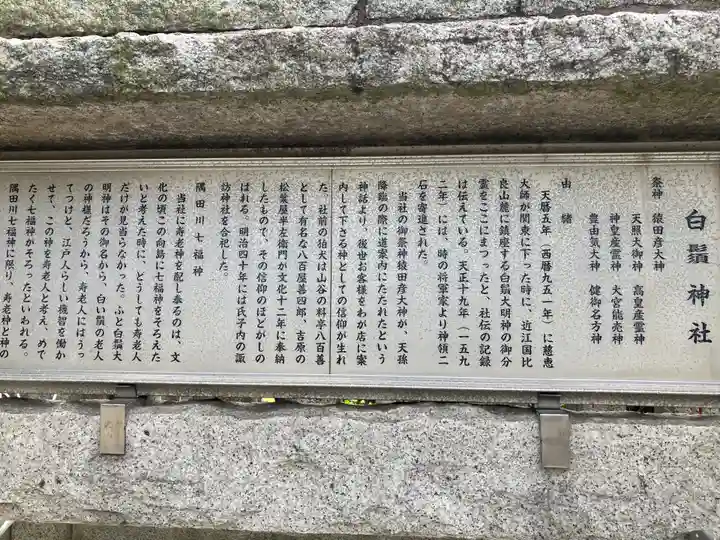 白鬚神社
祭神 猿田彦大神
天照大御神 高皇産霊神
神皇産霊神 大宮能売神
豊由気大神 健御名方神
由緒
天暦五年(西暦九五一年)に慈恵
大師が関東に下った時に、近江国比
良山麓に鎮座する白鬚大明神の御分
霊をここにまつったと、社伝の記録
は伝えている。天正十九年(一五九
二年)には、時の将軍家より神領二
石を寄進された。
当社の御祭神猿田彦大神が、天孫
降臨の際に道案内にたたれたという
神話より、後世お客様をわが店に案
内して下さる神としての信仰が生れ
た。社前の狛犬は山谷の料亭八百善
として有名な八百屋善四郎、吉原の
松葉屋半左衛門が文化十二年に奉納
したもので、その信仰のほどがしの
ばれる。明治四十年には氏子内の諏
訪神社を合祀した。
隅田川七福神
当社に寿老神を配し奉るのは、文
化の頃この向島に七福神をそろえた
いと考えた時に、どうしても寿老人
だけが見当らなかった。ふと白鬚大
明神はその御名から、白い鬚の老人
の神様だろうから、寿老人にはうっ
てつけと、江戸人らしい機智を働か
せて、この神を寿老人と考え、めで
たく七福神がそろったといわれる。
隅田川七福神に限り、寿老神と神の